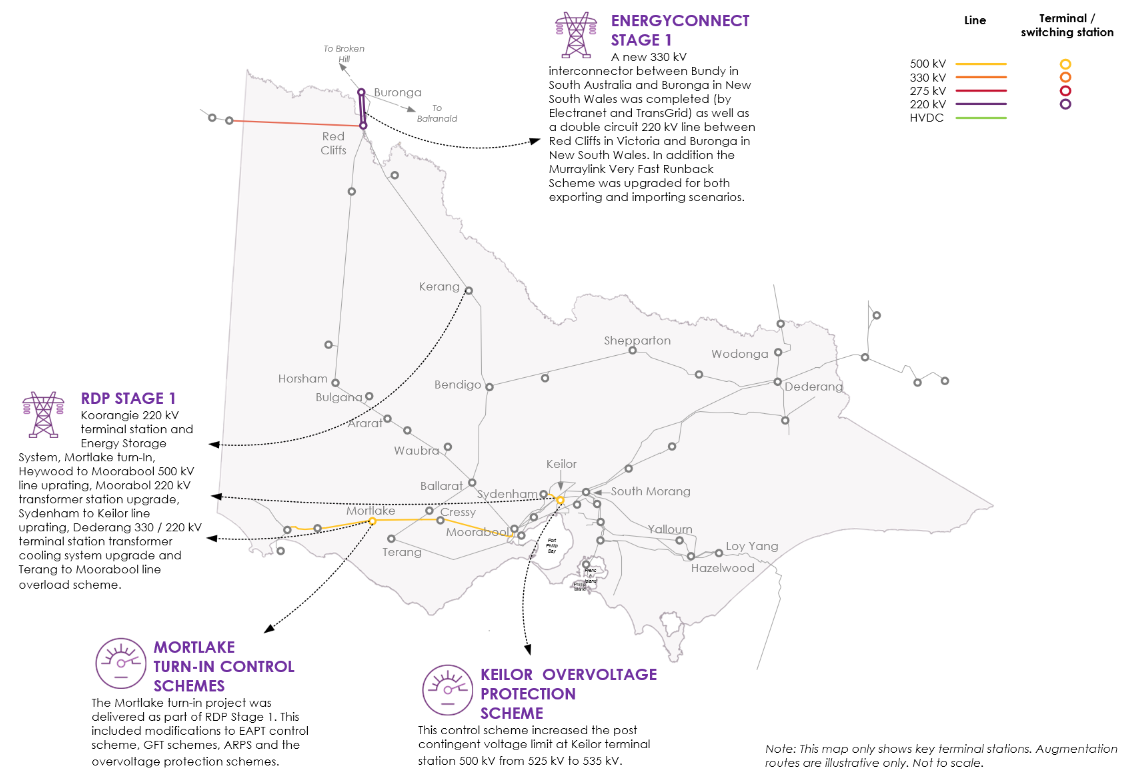 ENERGYCONNECT
STAGE 1
A new 330 kV
interconnector between Bundy in
South Australia and Buronga in New
South Wales was completed (by
Electranet and TransGrid) as well as
a double circuit 220 kV line between
Red Cliffs in Victoria and Buronga in
New South Wales. In addition the
Murraylink Very Fast Runback
Scheme was upgraded for both
exporting and importing scenarios.
Line
Terminal /
switching station
500 kV
330 kV
275 kV
220 kV
HVDC
To Broken
Hill
Buronga
To
Balranald
Red
Cliffs
Kerang
Shepparton
Wodonga
Dederang
Horsham
Bulgana
Bendigo
Ararat
Waubra
Ballarat
Keilor
Sydenham
South Morang
Mortlake
Cressy
Moorabool
Terang
Yallourn
Loy Yang
Hazelwood
Port
Philip
Bay
RDP STAGE 1
Koorangie 220 kV
terminal station and
Energy Storage
System, Mortlake turn-In,
Heywood to Moorabool 500 kV
line uprating, Moorabol 220 kV
transformer station upgrade,
Sydenham to Keilor line
uprating, Dederang 330 / 220 kV
terminal station transformer
cooling system upgrade and
Terang to Moorabool line
overload scheme.
MORTLAKE
TURN-IN CONTROL
SCHEMES
The Mortlake turn-in project was
delivered as part of RDP Stage 1. This
included modifications to EAPT control
scheme, GFT schemes, ARPS and the
overvoltage protection schemes.
KEILOR OVERVOLTAGE
PROTECTION
SCHEME
This control scheme increased the post
contingent voltage limit at Keilor terminal
station 500 kV from 525 kV to 535 kV.
Note: This map only shows key terminal stations. Augmentation
routes are illustrative only. Not to scale.